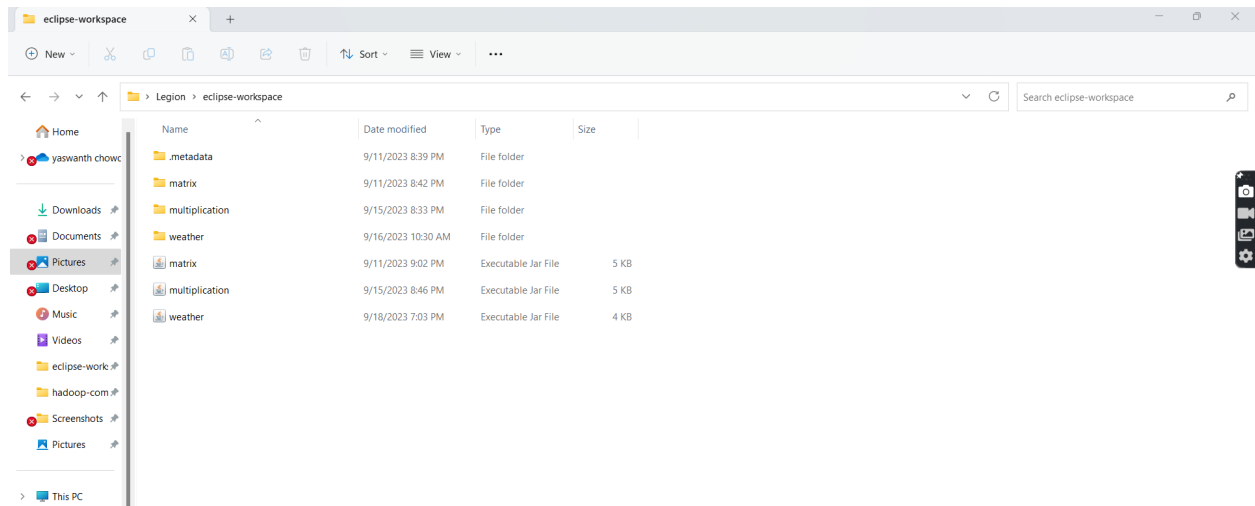 eclipse-workspace
New
Sort
View
Legion > eclipse-workspace
Search eclipse-workspace
Home
yaswanth chowc
Downloads
Documents
Pictures
Desktop
Music
Videos
eclipse-work
hadoop-com
Screenshots
Pictures
This PC
Name Date modified Type Size
.metadata 9/11/2023 8:39 PM File folder
matrix 9/11/2023 8:42 PM File folder
multiplication 9/15/2023 8:33 PM File folder
weather 9/16/2023 10:30 AM File folder
matrix 9/11/2023 9:02 PM Executable Jar File 5 KB
multiplication 9/15/2023 8:46 PM Executable Jar File 5 KB
weather 9/18/2023 7:03 PM Executable Jar File 4 KB